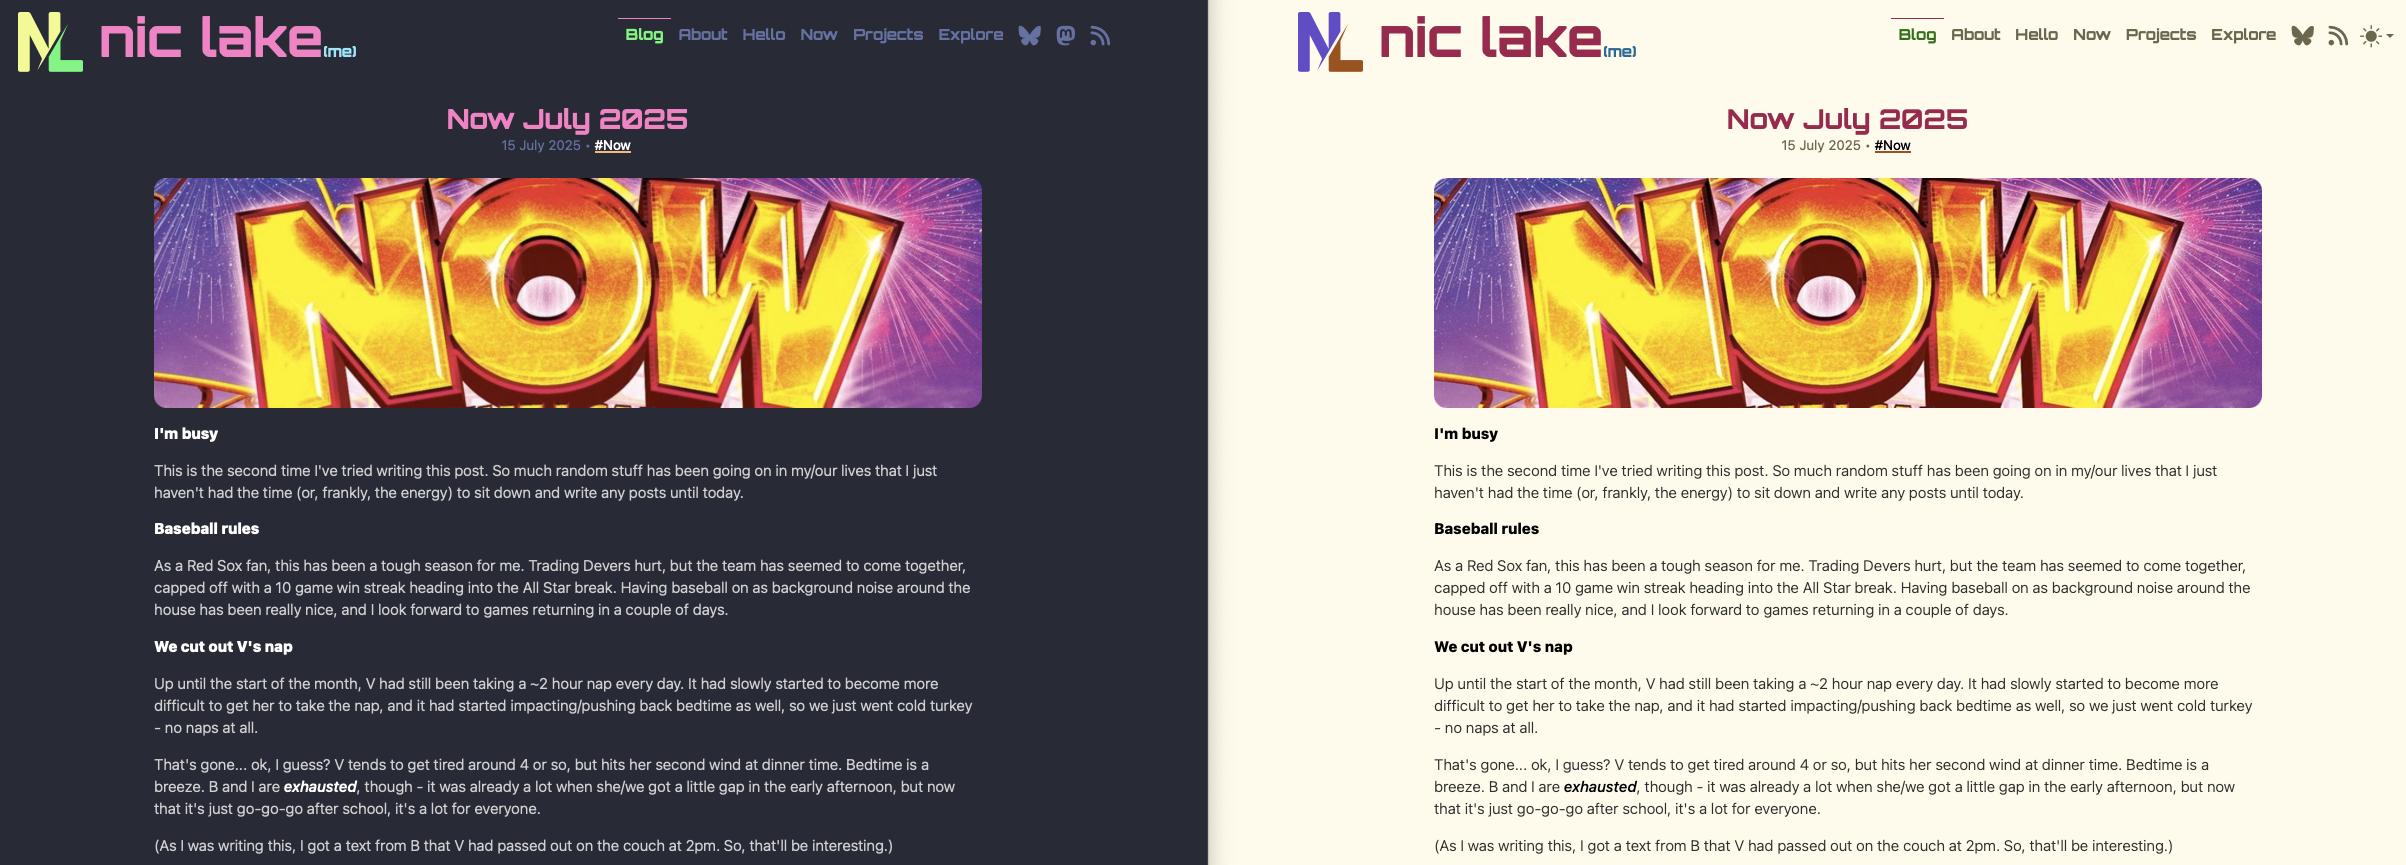 NL nic lake(me) Blog About Hello Now Projects Explore
Now July 2025
15 July 2025 • #Now
NOW
I'm busy
This is the second time I've tried writing this post. So much random stuff has been going on in my/our lives that I just
haven't had the time (or, frankly, the energy) to sit down and write any posts until today.
Baseball rules
As a Red Sox fan, this has been a tough season for me. Trading Devers hurt, but the team has seemed to come together,
capped off with a 10 game win streak heading into the All Star break. Having baseball on as background noise around the
house has been really nice, and I look forward to games returning in a couple of days.
We cut out V's nap
Up until the start of the month, V had still been taking a ~2 hour nap every day. It had slowly started to become more
difficult to get her to take the nap, and it had started impacting/pushing back bedtime as well, so we just went cold turkey
- no naps at all.
That's gone... ok, I guess? V tends to get tired around 4 or so, but hits her second wind at dinner time. Bedtime is a
breeze. B and I are exhausted, though - it was already a lot when she/we got a little gap in the early afternoon, but now
that it's just go-go-go after school, it's a lot for everyone.
(As I was writing this, I got a text from B that V had passed out on the couch at 2pm. So, that'll be interesting.)
NL nic lake(me) Blog About Hello Now Projects Explore
Now July 2025
15 July 2025 • #Now
NOW
I'm busy
This is the second time I've tried writing this post. So much random stuff has been going on in my/our lives that I just
haven't had the time (or, frankly, the energy) to sit down and write any posts until today.
Baseball rules
As a Red Sox fan, this has been a tough season for me. Trading Devers hurt, but the team has seemed to come together,
capped off with a 10 game win streak heading into the All Star break. Having baseball on as background noise around the
house has been really nice, and I look forward to games returning in a couple of days.
We cut out V's nap
Up until the start of the month, V had still been taking a ~2 hour nap every day. It had slowly started to become more
difficult to get her to take the nap, and it had started impacting/pushing back bedtime as well, so we just went cold turkey
- no naps at all.
That's gone... ok, I guess? V tends to get tired around 4 or so, but hits her second wind at dinner time. Bedtime is a
breeze. B and I are exhausted, though - it was already a lot when she/we got a little gap in the early afternoon, but now
that it's just go-go-go after school, it's a lot for everyone.
(As I was writing this, I got a text from B that V had passed out on the couch at 2pm. So, that'll be interesting.)